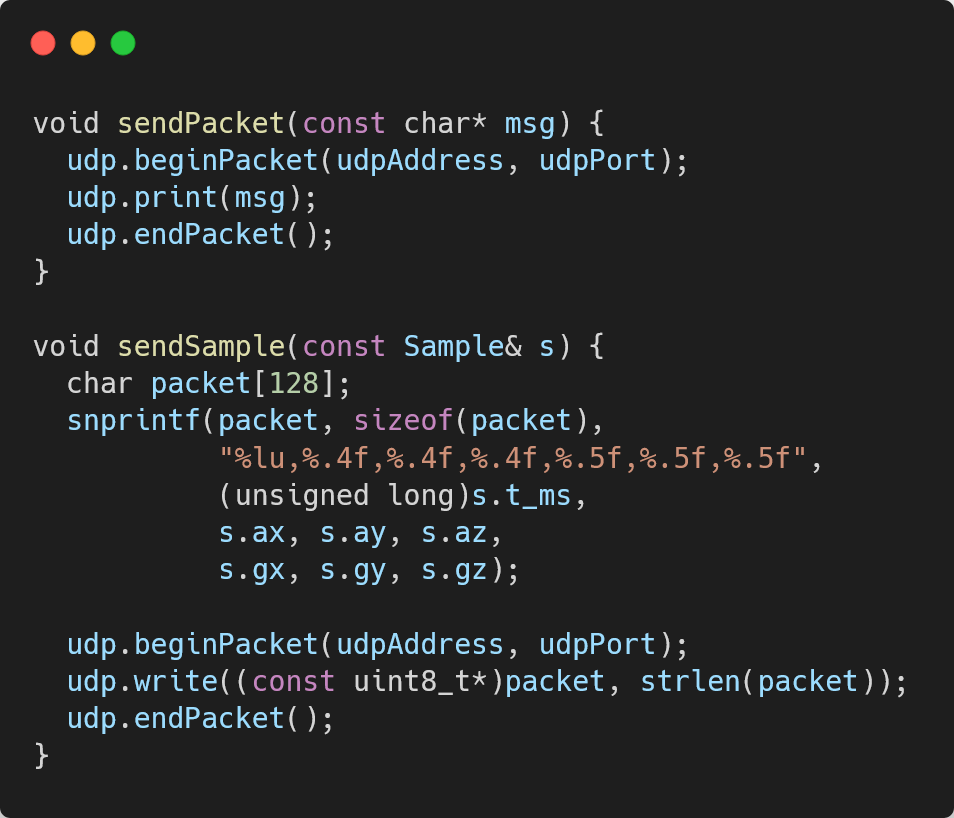 void sendPacket(const char* msg) {
  udp.beginPacket(udpAddress, udpPort);
  udp.print(msg);
  udp.endPacket();
}

void sendSample(const Sample& s) {
  char packet[128];
  snprintf(packet, sizeof(packet),
           "%lu,%.4f,%.4f,%.4f,%.5f,%.5f,%.5f",
           (unsigned long)s.t_ms,
           s.ax, s.ay, s.az,
           s.gx, s.gy, s.gz);

  udp.beginPacket(udpAddress, udpPort);
  udp.write((const uint8_t*)packet, strlen(packet));
  udp.endPacket();
}